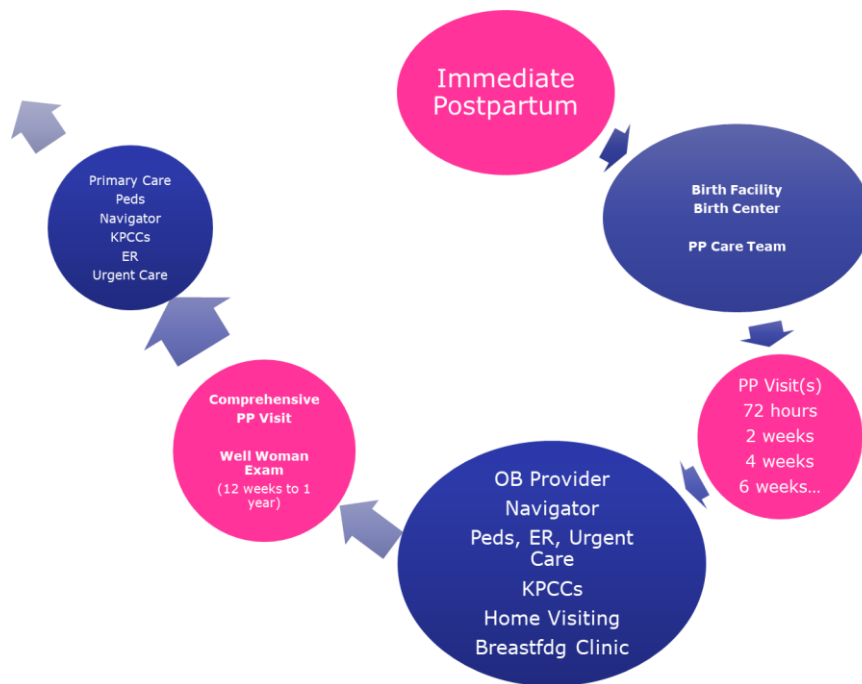 Immediate
Postpartum
Birth Facility
Birth Center
PP Care Team
PP Visit(s)
72 hours
2 weeks
4 weeks
6 weeks...
OB Provider
Navigator
Peds, ER, Urgent
Care
KPCCs
Home Visiting
Breastfdg Clinic
Comprehensive
PP Visit
Well Woman
Exam
(12 weeks to 1
year)
Primary Care
Peds
Navigator
KPCCs
ER
Urgent Care